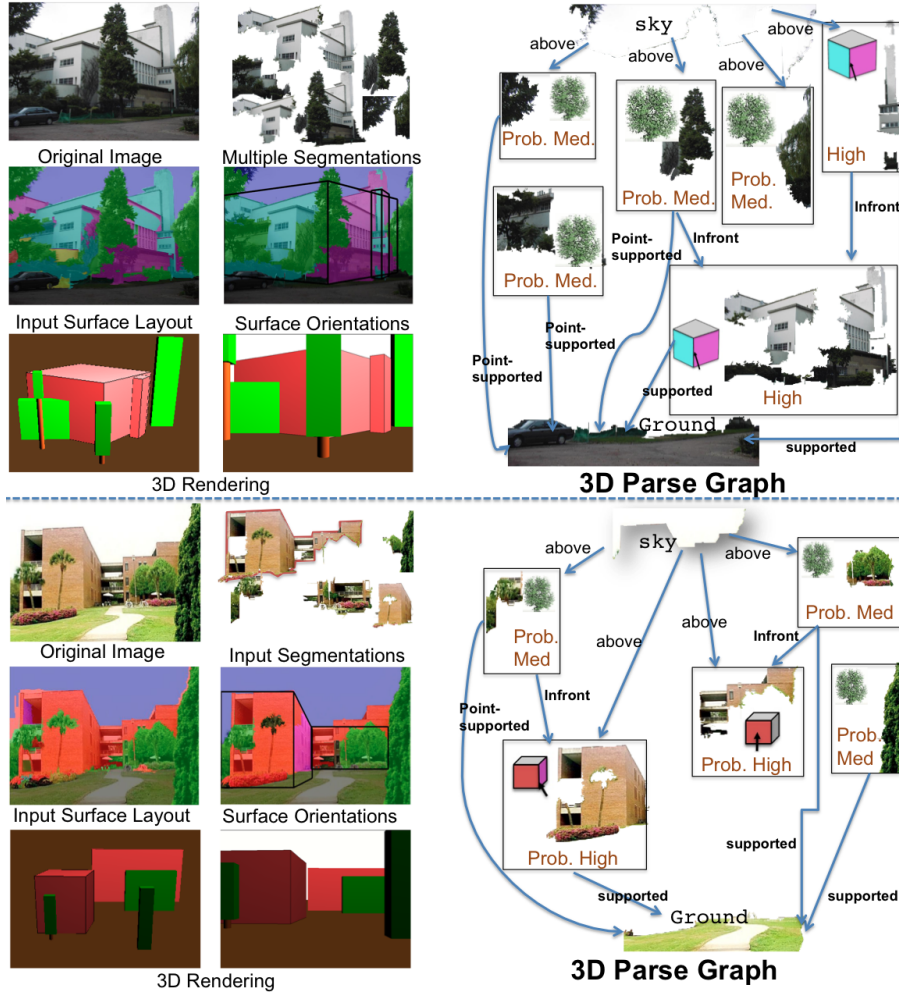 Original Image
Multiple Segmentations
Input Surface Layout
Surface Orientations
3D Rendering
sky
above
above
above
above
Prob. Med.
Prob. Med.
Prob.
Med.
High
Prob. Med.
Point-
supported
Infront
Infront
Point-
supported
Point-
supported
supported
High
Ground
supported
3D Parse Graph
Original Image
Input Segmentations
Input Surface Layout
Surface Orientations
3D Rendering
sky
above
above
above
above
Prob.
Med
Prob. Med
Infront
Infront
Point-
supported
Prob. High
Prob.
Med
Prob. High
supported
supported
supported
Ground
3D Parse Graph